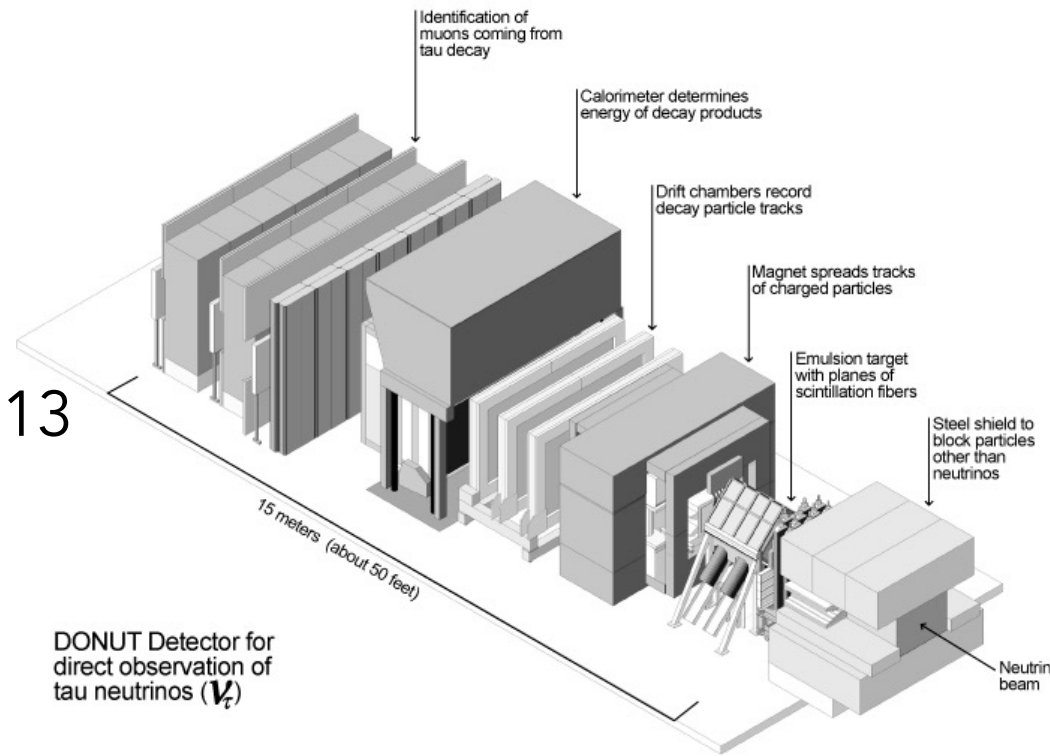 Identification of
muons coming from
tau decay
Calorimeter determines
energy of decay products
Drift chambers record
decay particle tracks
Magnet spreads tracks
of charged particles
Emulsion target
with planes of
scintillation fibers
Steel shield to
block particles
other than
neutrinos
13
15 meters (about 50 feet)
DONUT Detector for
direct observation of
tau neutrinos (ντ)
Neutrin
beam